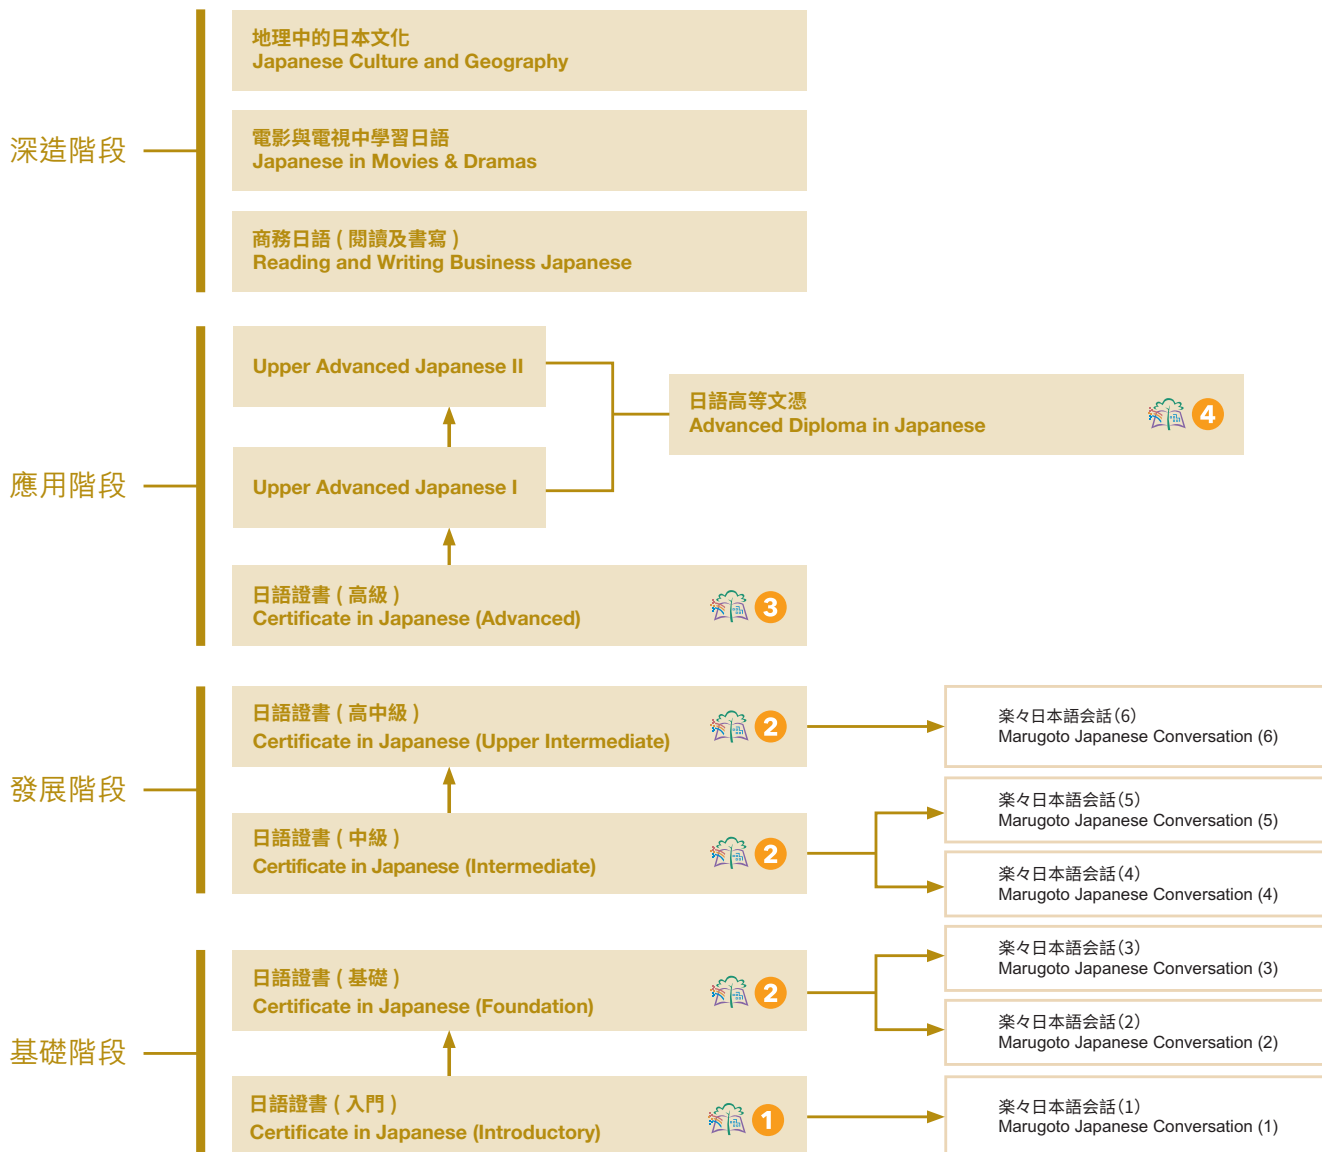 深造階段
地理中的日本文化
Japanese Culture and Geography
電影與電視中學習日語
Japanese in Movies & Dramas
商務日語 ( 閱讀及書寫 )
Reading and Writing Business Japanese
應用階段
Upper Advanced Japanese II
Upper Advanced Japanese I
日語高等文憑
Advanced Diploma in Japanese
4
日語證書 ( 高級 )
Certificate in Japanese (Advanced)
3
發展階段
日語證書 ( 高中級 )
Certificate in Japanese (Upper Intermediate)
2
楽々日本語会話(6)
Marugoto Japanese Conversation (6)
日語證書 ( 中級 )
Certificate in Japanese (Intermediate)
2
楽々日本語会話(5)
Marugoto Japanese Conversation (5)
楽々日本語会話(4)
Marugoto Japanese Conversation (4)
基礎階段
日語證書 ( 基礎 )
Certificate in Japanese (Foundation)
2
楽々日本語会話(3)
Marugoto Japanese Conversation (3)
楽々日本語会話(2)
Marugoto Japanese Conversation (2)
日語證書 ( 入門 )
Certificate in Japanese (Introductory)
1
楽々日本語会話(1)
Marugoto Japanese Conversation (1)